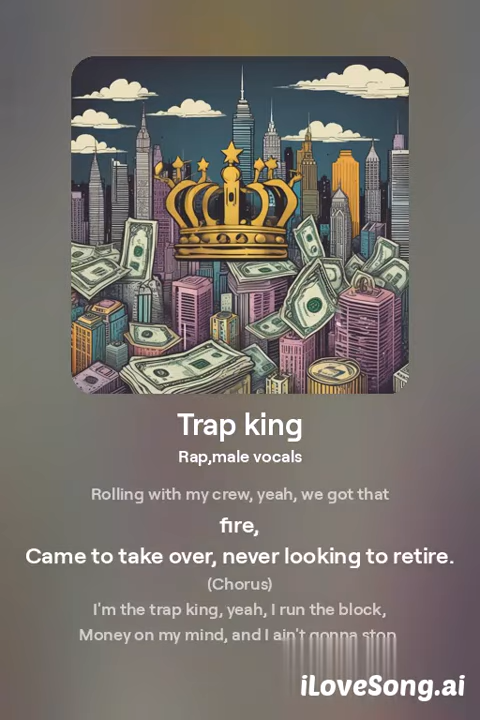 Trap king
Rap,male vocals
Rolling with my crew, yeah, we got that
fire,
Came to take over, never looking to retire.
(Chorus)
I'm the trap king, yeah, I run the block,
Money on my mind, and I ain't gonna stop
iLoveSong.ai